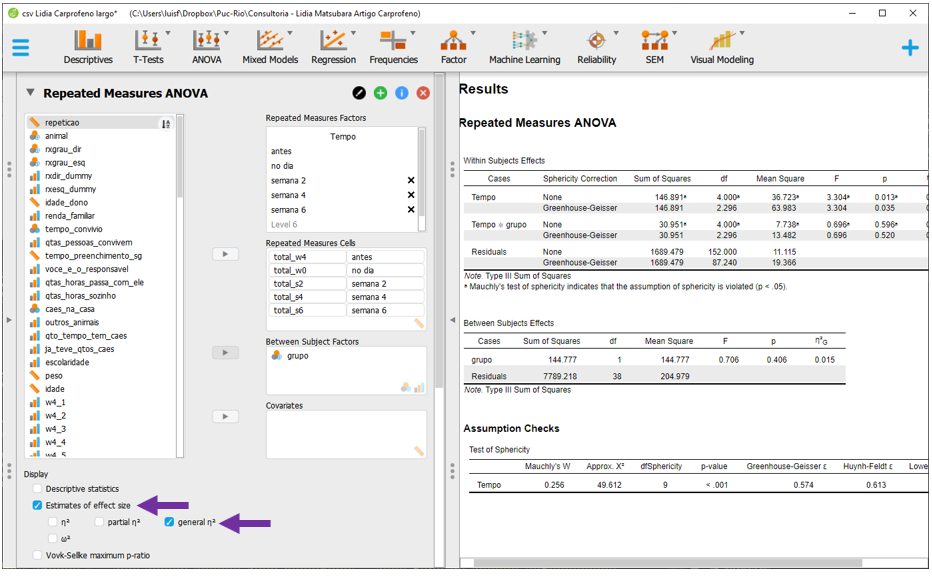 csv Lidia Carprofeno largo* (C:\Users\luisf\Dropbox\Puc-Rio\Consultoria - Lidia Matsubara Artigo Carprofeno)
Descriptives T-Tests ANOVA Mixed Models Regression Frequencies Factor Machine Learning Reliability SEM Visual Modeling
Repeated Measures ANOVA
repeticao
animal
rxgrau_dir
rxgrau_esq
rxdir_dummy
rxesq_dummy
idade_dono
renda_familiar
tempo_convivio
qtas_pessoas_convivem
tempo_preenchimento_sg
voce_e_o_responsavel
qtas_horas_passa_com_ele
qtas_horas_sozinho
caes_na_casa
outros_animais
qto_tempo_tem_caes
ja_teve_qtos_caes
escolaridade
peso
idade
w4_1
w4_2
w4_3
w4_4
w4_5
Repeated Measures Factors
Tempo
antes
no dia
semana 2
semana 4
semana 6
Level 6
Repeated Measures Cells
total_w4 antes
total_w0 no dia
total_s2 semana 2
total_s4 semana 4
total_s6 semana 6
Between Subject Factors
grupo
Covariates
Display
Descriptive statistics
Estimates of effect size
η² partial η² general η²
ω²
Vovk-Sellke maximum p-ratio
Results
Repeated Measures ANOVA
Within Subjects Effects
Cases Sphericity Correction Sum of Squares df Mean Square F p
Tempo None 146.891ᵃ 4.000ᵃ 36.723ᵃ 3.304ᵃ 0.013ᵃ
Greenhouse-Geisser 146.891 2.296 63.983 3.304 0.035
Tempo ✻ grupo None 30.951ᵃ 4.000ᵃ 7.738ᵃ 0.696ᵃ 0.596ᵃ
Greenhouse-Geisser 30.951 2.296 13.482 0.696 0.520
Residuals None 1689.479 152.000 11.115
Greenhouse-Geisser 1689.479 87.240 19.366
Note. Type III Sum of Squares
ᵃ Mauchly's test of sphericity indicates that the assumption of sphericity is violated (p < .05).
Between Subjects Effects
Cases Sum of Squares df Mean Square F p η²G
grupo 144.777 1 144.777 0.706 0.406 0.015
Residuals 7789.218 38 204.979
Note. Type III Sum of Squares
Assumption Checks
Test of Sphericity
Mauchly's W Approx. X² dfSphericity p-value Greenhouse-Geisser ε Huynh-Feldt ε Lowe
Tempo 0.256 49.612 9 < .001 0.574 0.613